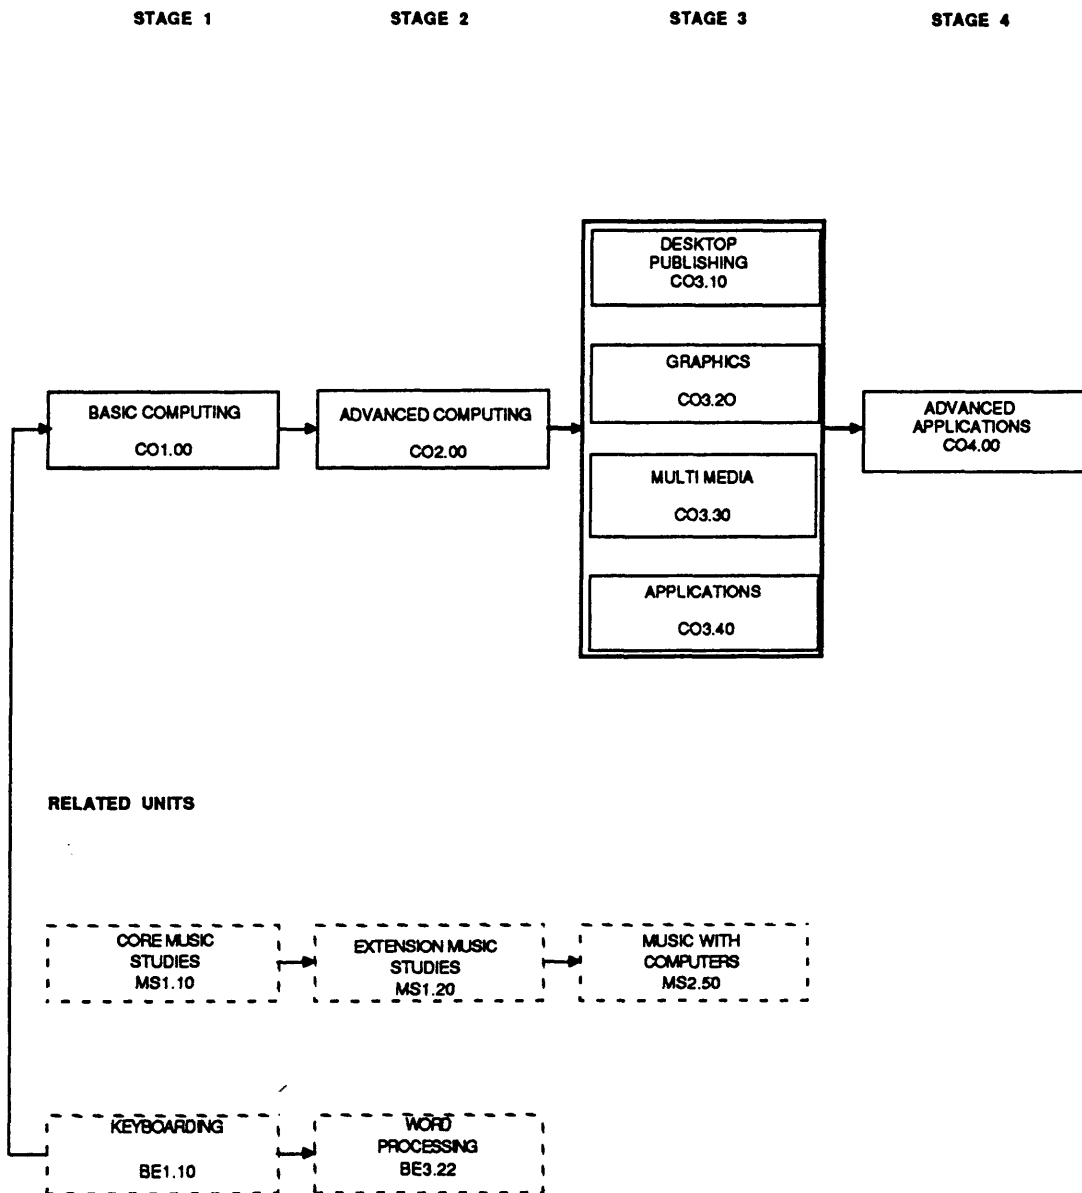 STAGE 1 STAGE 2 STAGE 3 STAGE 4
DESKTOP
PUBLISHING
CO3.10
GRAPHICS
CO3.2O
BASIC COMPUTING
CO1.00
ADVANCED COMPUTING
CO2.00
ADVANCED
APPLICATIONS
CO4.00
MULTI MEDIA
CO3.30
APPLICATIONS
CO3.40
RELATED UNITS
CORE MUSIC
STUDIES
MS1.10
EXTENSION MUSIC
STUDIES
MS1.20
MUSIC WITH
COMPUTERS
MS2.50
KEYBOARDING
BE1.10
WORD
PROCESSING
BE3.22